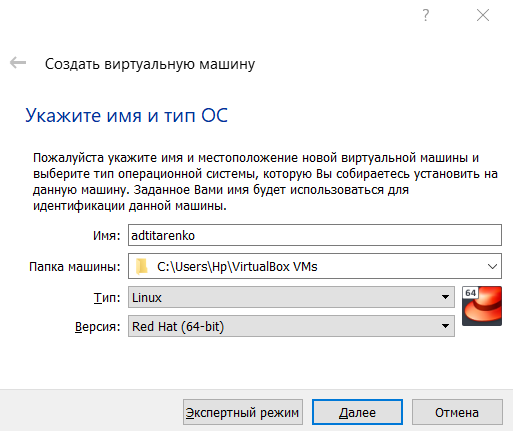 ?
Создать виртуальную машину
Укажите имя и тип ОС
Пожалуйста укажите имя и местоположение новой виртуальной машины и
выберите тип операционной системы, которую Вы собираетесь установить на
данную машину. Заданное Вами имя будет использоваться для
идентификации данной машины.
Имя: adtitarenko
Папка машины: C:\Users\Hp\VirtualBox VMs
Тип: Linux
64
Версия: Red Hat (64-bit)
Экспертный режим Далее Отмена